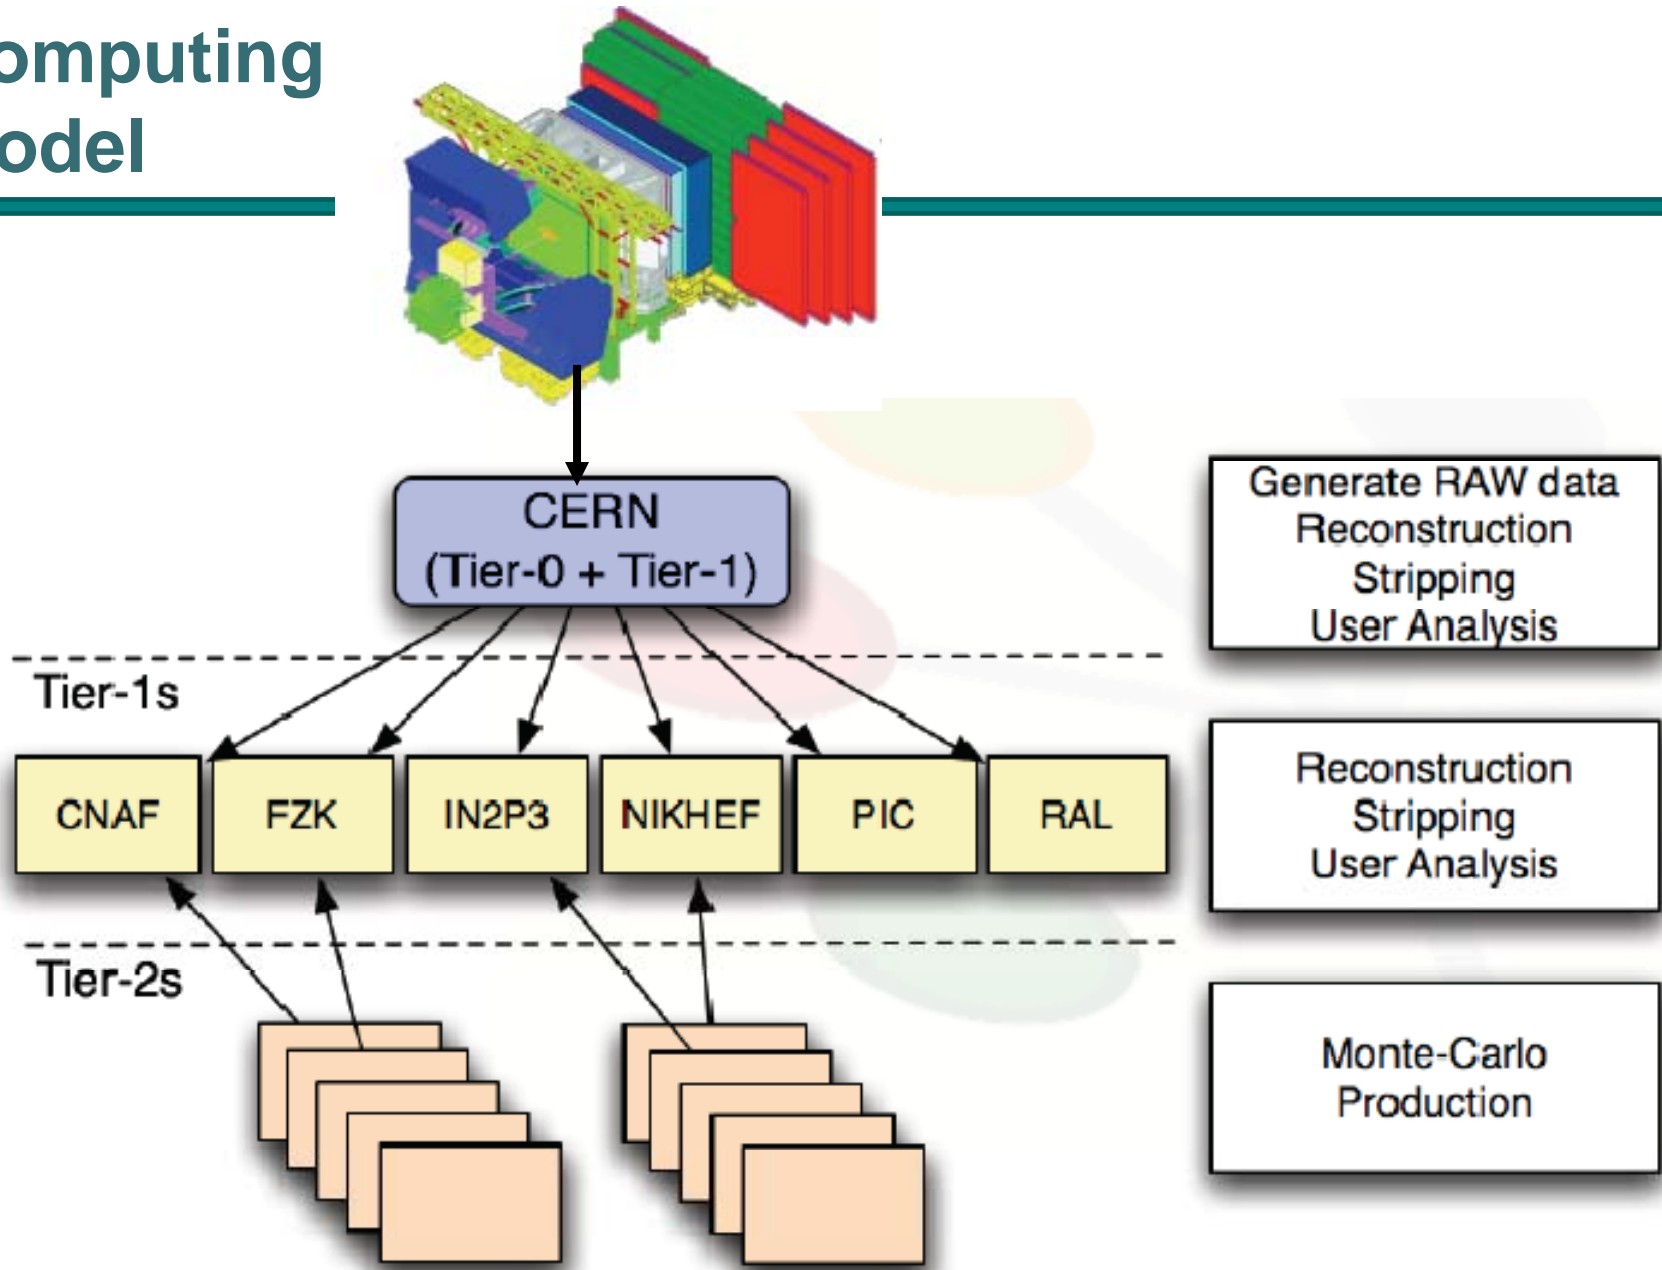 omputing
odel
CERN
(Tier-0 + Tier-1)
Generate RAW data
Reconstruction
Stripping
User Analysis
Tier-1s
CNAF
FZK
IN2P3
NIKHEF
PIC
RAL
Reconstruction
Stripping
User Analysis
Tier-2s
Monte-Carlo
Production